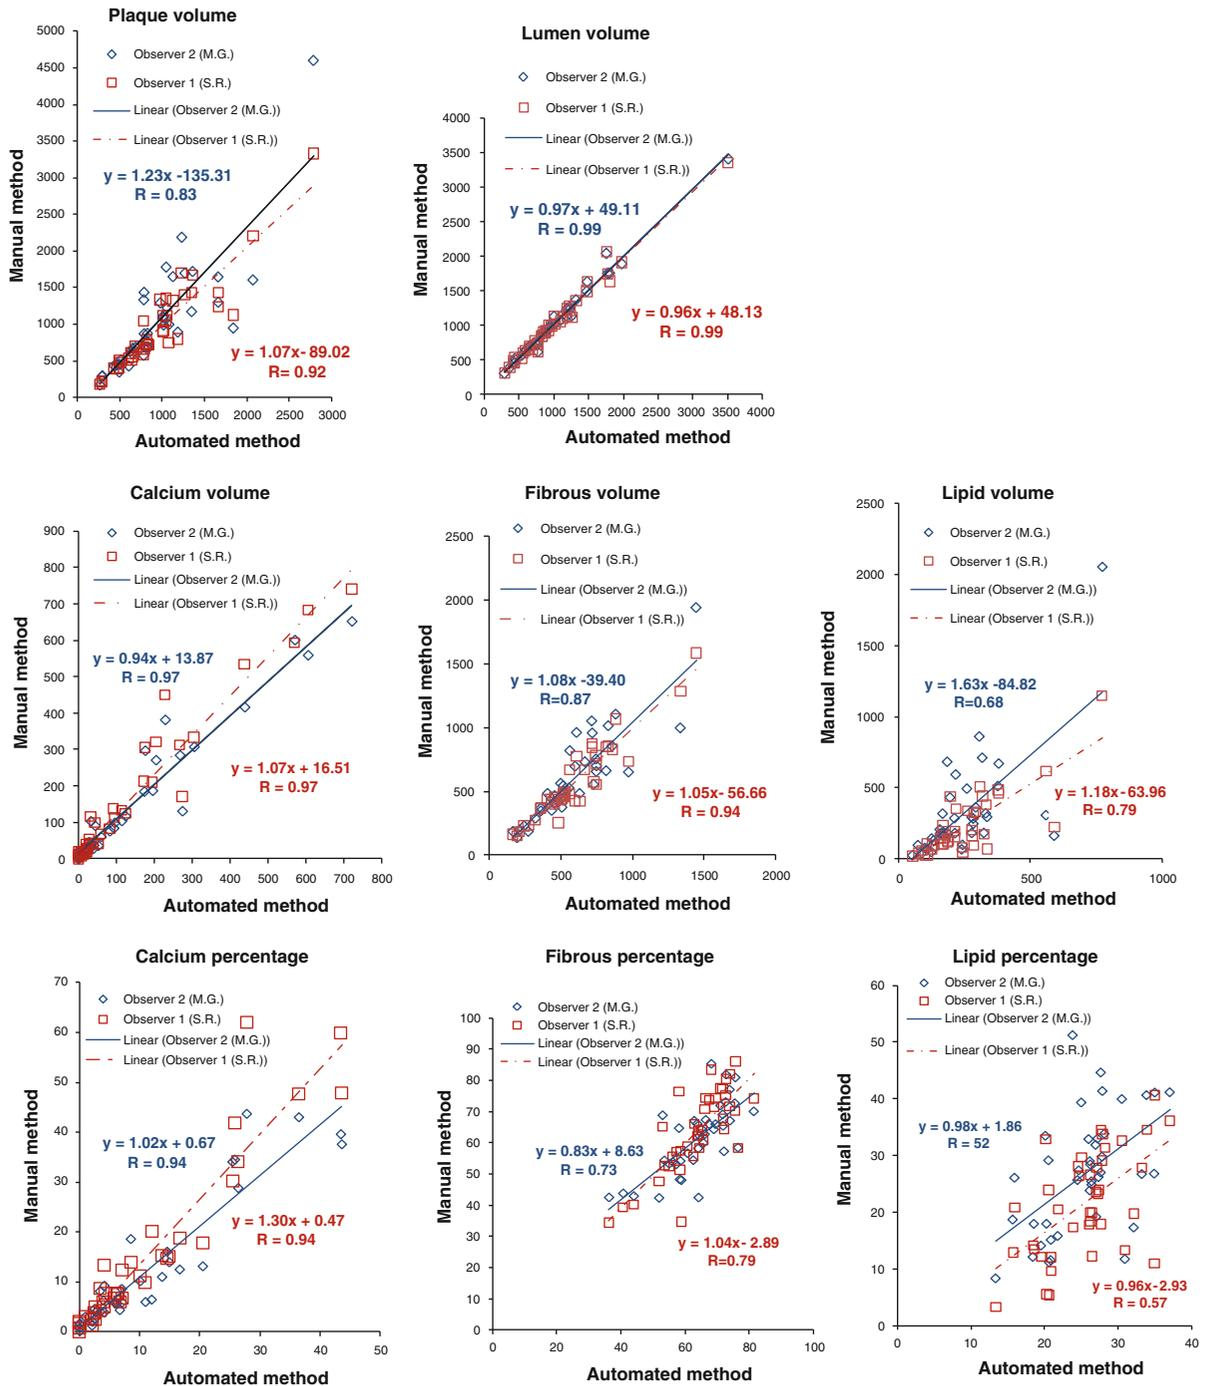 Plaque volume
5000
4500
4000
3500
3000
2500
2000
1500
1000
500
0
Manual method
Observer 2 (M.G.)
Observer 1 (S.R.)
Linear (Observer 2 (M.G.))
Linear (Observer 1 (S.R.))
y = 1.23x -135.31
R = 0.83
y = 1.07x- 89.02
R= 0.92
0 500 1000 1500 2000 2500 3000
Automated method
Lumen volume
Observer 2 (M.G.)
Observer 1 (S.R.)
Linear (Observer 2 (M.G.))
Linear (Observer 1 (S.R.))
4000
3500
3000
2500
2000
1500
1000
500
0
Manual method
y = 0.97x + 49.11
R = 0.99
y = 0.96x + 48.13
R = 0.99
0 500 1000 1500 2000 2500 3000 3500 4000
Automated method
Calcium volume
900
800
700
600
500
400
300
200
100
0
Manual method
Observer 2 (M.G.)
Observer 1 (S.R.)
Linear (Observer 2 (M.G.))
Linear (Observer 1 (S.R.))
y = 0.94x + 13.87
R = 0.97
y = 1.07x + 16.51
R = 0.97
0 100 200 300 400 500 600 700 800
Automated method
Fibrous volume
2500
2000
1500
1000
500
0
Manual method
Observer 2 (M.G.)
Observer 1 (S.R.)
Linear (Observer 2 (M.G.))
Linear (Observer 1 (S.R.))
y = 1.08x -39.40
R=0.87
y = 1.05x- 56.66
R = 0.94
0 500 1000 1500 2000
Automated method
Lipid volume
2500
2000
1500
1000
500
0
Manual method
Observer 2 (M.G.)
Observer 1 (S.R.)
Linear (Observer 2 (M.G.))
Linear (Observer 1 (S.R.))
y = 1.63x -84.82
R=0.68
y = 1.18x-63.96
R= 0.79
0 500 1000
Automated method
Calcium percentage
70
60
50
40
30
20
10
0
Manual method
Observer 2 (M.G.)
Observer 1 (S.R.)
Linear (Observer 2 (M.G.))
Linear (Observer 1 (S.R.))
y = 1.02x + 0.67
R = 0.94
y = 1.30x + 0.47
R = 0.94
0 10 20 30 40 50
Automated method
Fibrous percentage
Observer 2 (M.G.)
Observer 1 (S.R.)
Linear (Observer 2 (M.G.))
Linear (Observer 1 (S.R.))
100
90
80
70
60
50
40
30
20
10
0
Manual method
y = 0.83x + 8.63
R = 0.73
y = 1.04x- 2.89
R=0.79
0 20 40 60 80 100
Automated method
Lipid percentage
60
50
40
30
20
10
0
Manual method
Observer 2 (M.G.)
Observer 1 (S.R.)
Linear (Observer 2 (M.G.))
Linear (Observer 1 (S.R.))
y = 0.98x + 1.86
R = 52
y = 0.96x-2.93
R = 0.57
0 10 20 30 40
Automated method